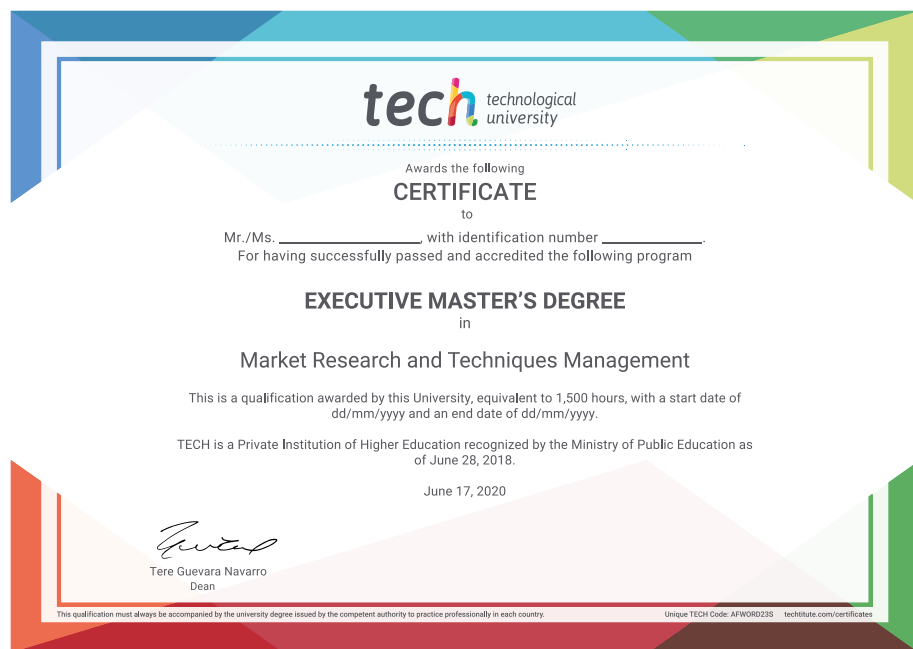 tech technological
university
Awards the following
CERTIFICATE
to
Mr./Ms. ____________________, with identification number ______________.
For having successfully passed and accredited the following program
EXECUTIVE MASTER'S DEGREE
in
Market Research and Techniques Management
This is a qualification awarded by this University, equivalent to 1,500 hours, with a start date of
dd/mm/yyyy and an end date of dd/mm/yyyy.
TECH is a Private Institution of Higher Education recognized by the Ministry of Public Education as
of June 28, 2018.
June 17, 2020
Tere Guevara Navarro
Dean
This qualification must always be accompanied by the university degree issued by the competent authority to practice professionally in each country. Unique TECH Code: AFWORD23S techtitute.com/certificates